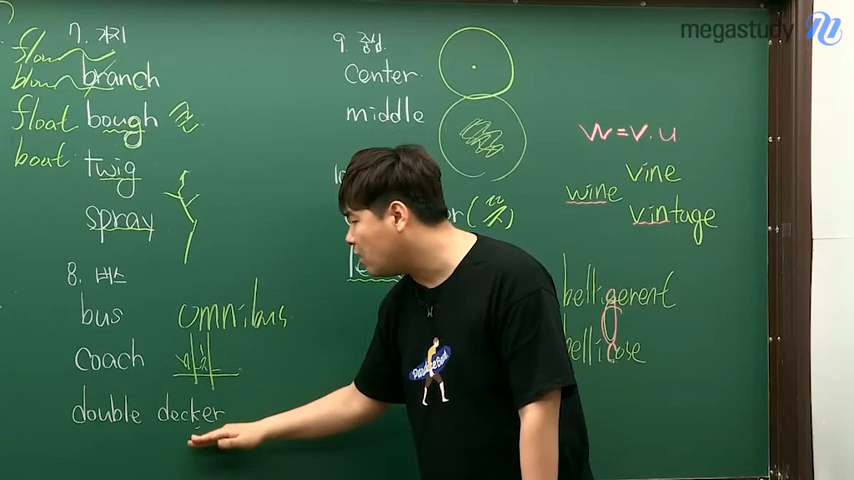 7. 가지
flow
blow
branch
float
bough
boat
twig
spray
8. 버스
bus
omnibus
coach
double decker
9. 중심
center
middle
megastudy
w = v.u
wine
vine
vintage
belligerent
bellicose